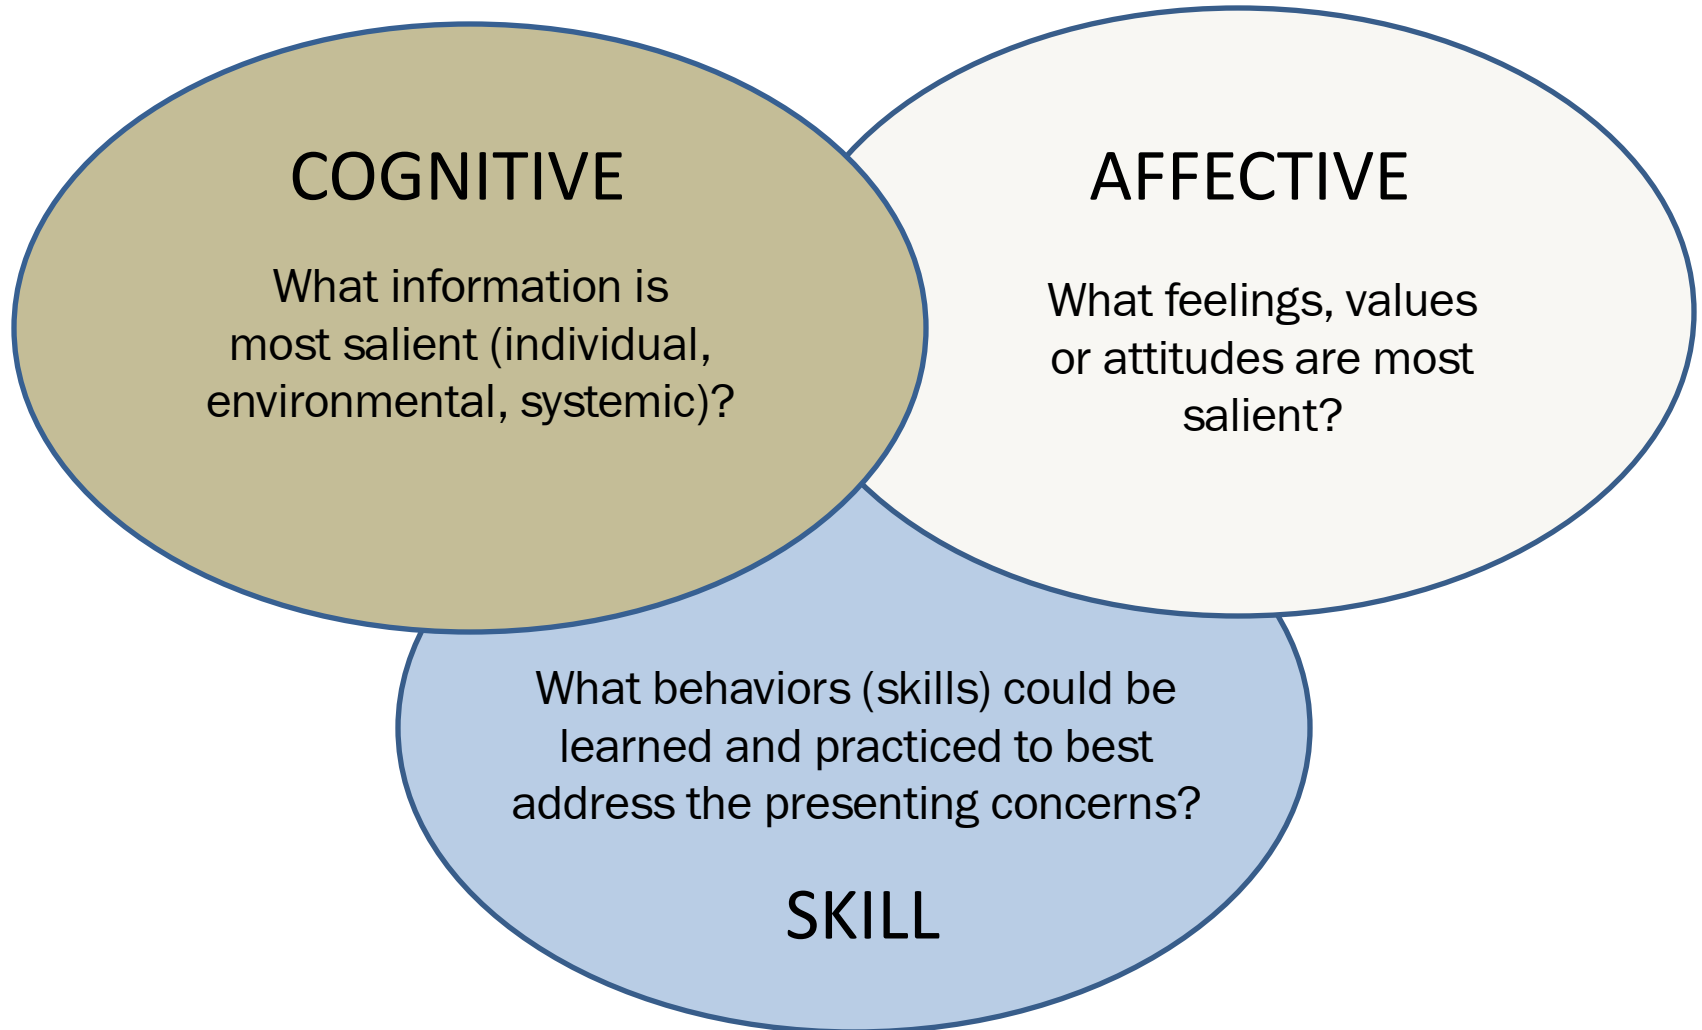 COGNITIVE
What information is
most salient (individual,
environmental, systemic)?
AFFECTIVE
What feelings, values
or attitudes are most
salient?
What behaviors (skills) could be
learned and practiced to best
address the presenting concerns?
SKILL